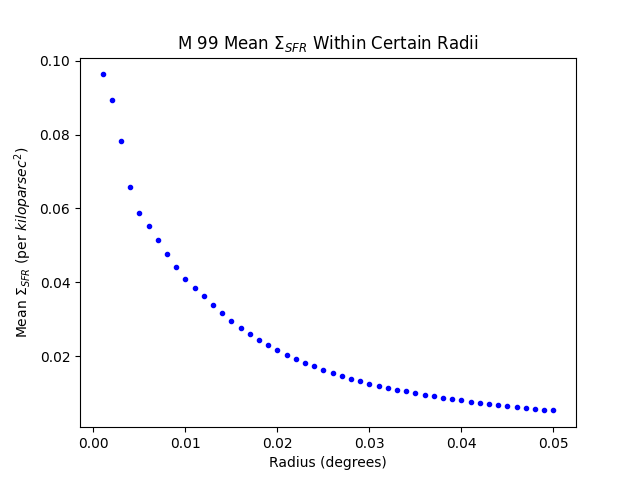 M 99 Mean Σ_SFR Within Certain Radii
0.10
0.08
0.06
0.04
0.02
Mean Σ_SFR (per kiloparsec²)
0.00 0.01 0.02 0.03 0.04 0.05
Radius (degrees)